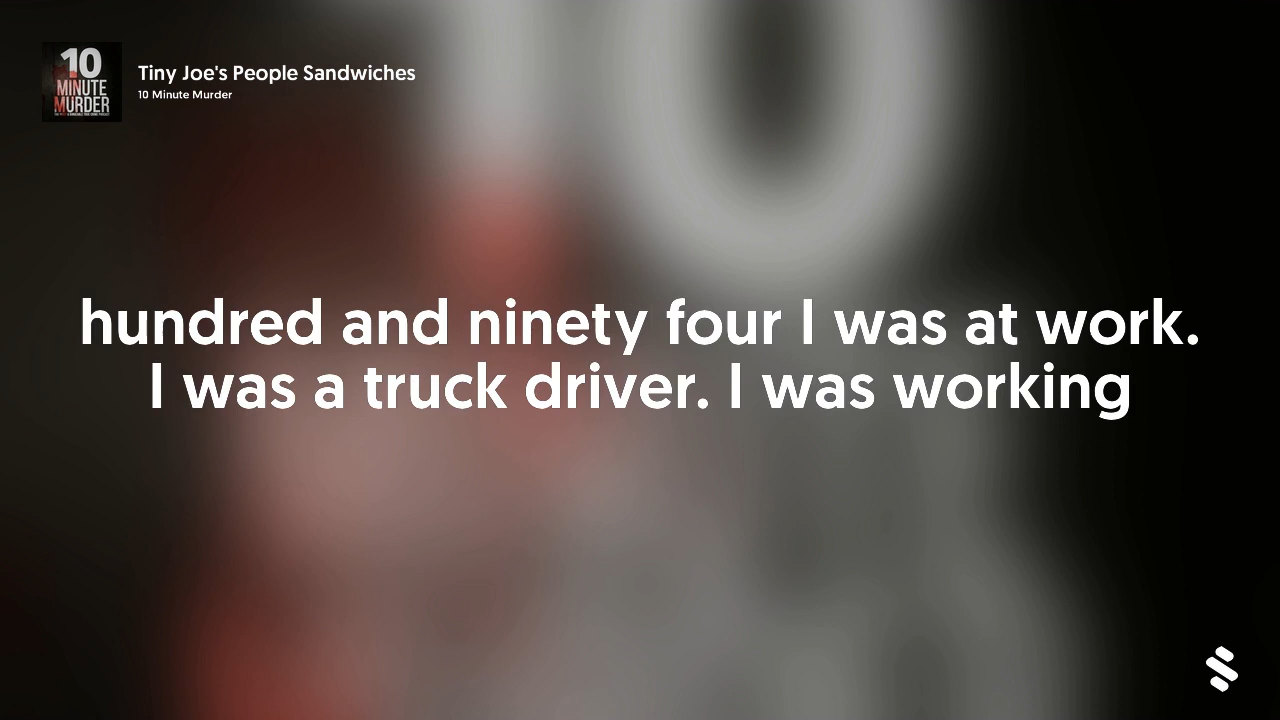 10
MINUTE
MURDER
Tiny Joe's People Sandwiches
10 Minute Murder
hundred and ninety four I was at work.
I was a truck driver. I was working